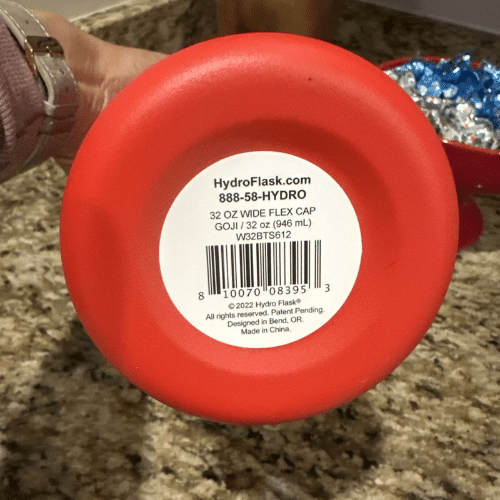 HydroFlask.com
888-58-HYDRO
32 OZ WIDE FLEX CAP
GOJI / 32 oz (946 mL)
W32BTS612
8 10070 08395 3
© 2022 Hydro Flask®
All rights reserved. Patent Pending.
Designed in Bend, OR.
Made in China.